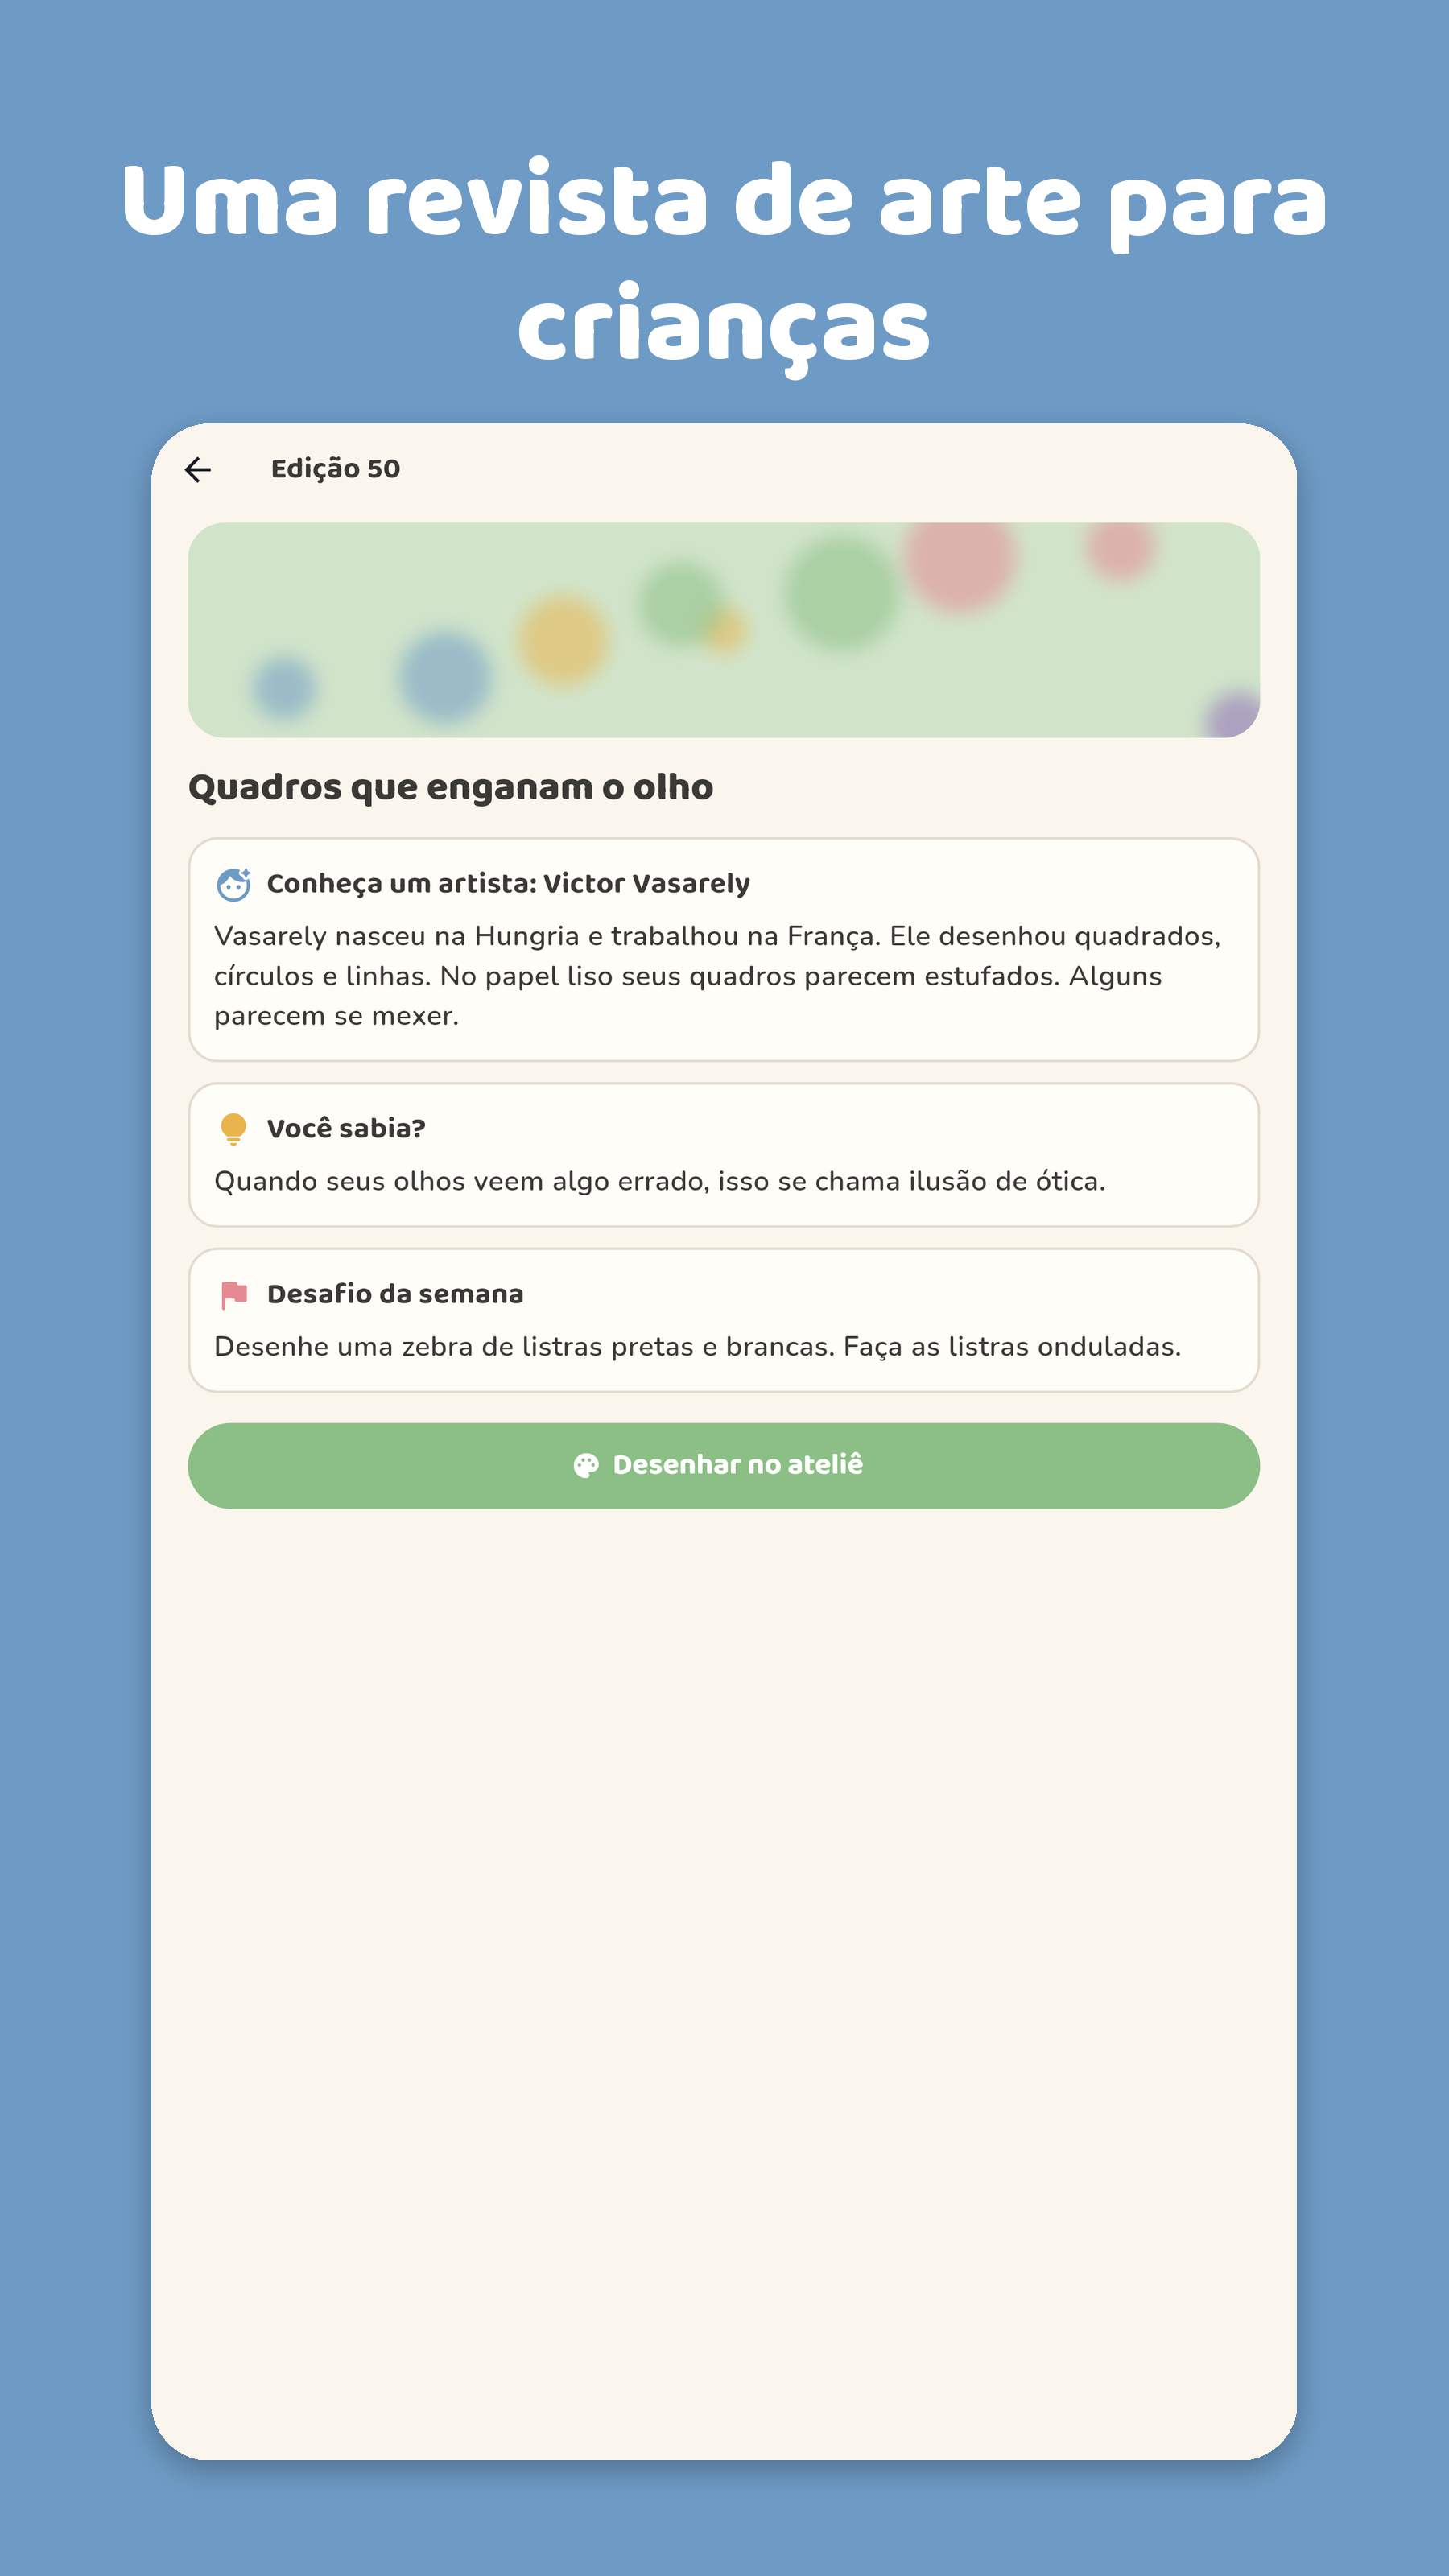 Uma revista de arte para
crianças
Edição 50
Quadros que enganam o olho
Conheça um artista: Victor Vasarely
Vasarely nasceu na Hungria e trabalhou na França. Ele desenhou quadrados,
círculos e linhas. No papel liso seus quadros parecem estufados. Alguns
parecem se mexer.
Você sabia?
Quando seus olhos veem algo errado, isso se chama ilusão de ótica.
Desafio da semana
Desenhe uma zebra de listras pretas e brancas. Faça as listras onduladas.
Desenhar no ateliê